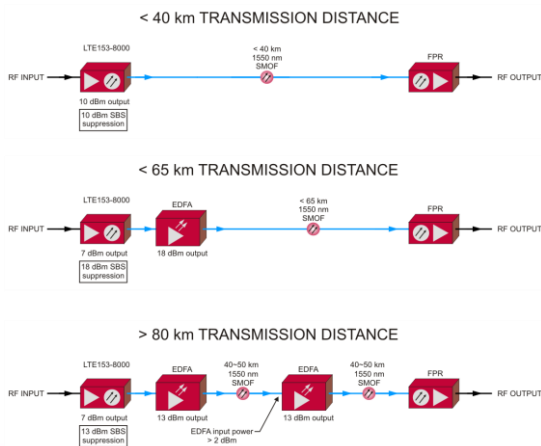 < 40 km TRANSMISSION DISTANCE
LTE153-8000
< 40 km
1550 nm
SMOF
FPR
RF INPUT
RF OUTPUT
10 dBm output
10 dBm SBS
suppression
< 65 km TRANSMISSION DISTANCE
LTE153-8000
EDFA
< 65 km
1550 nm
SMOF
FPR
RF INPUT
RF OUTPUT
7 dBm output
18 dBm output
18 dBm SBS
suppression
> 80 km TRANSMISSION DISTANCE
LTE153-8000
EDFA
40~50 km
1550 nm
SMOF
EDFA
40~50 km
1550 nm
SMOF
FPR
RF INPUT
RF OUTPUT
7 dBm output
13 dBm output
13 dBm output
13 dBm SBS
suppression
EDFA input power
> 2 dBm